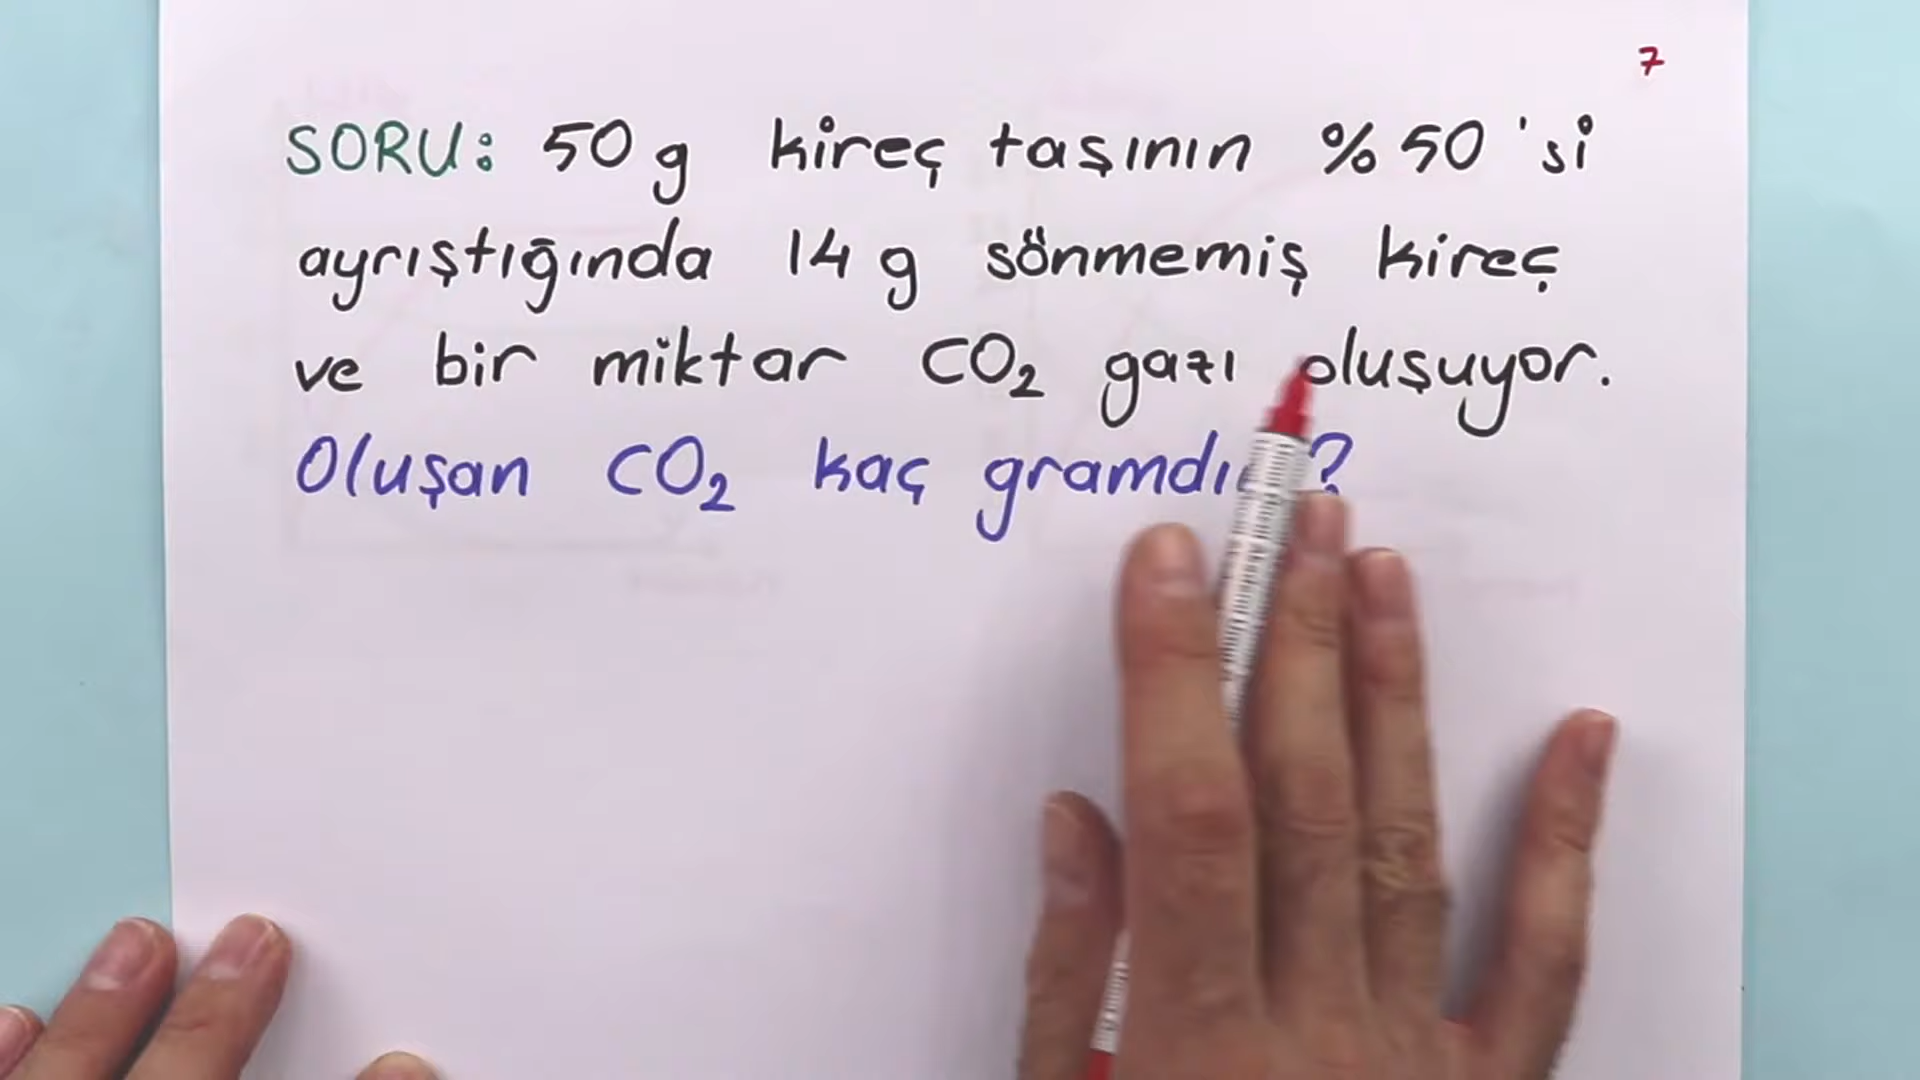 7
SORU: 50 g kireç taşının %50'si
ayrıştığında 14 g sönmemiş kireç
ve bir miktar CO₂ gazı oluşuyor.
Oluşan CO₂ kaç gramdır?